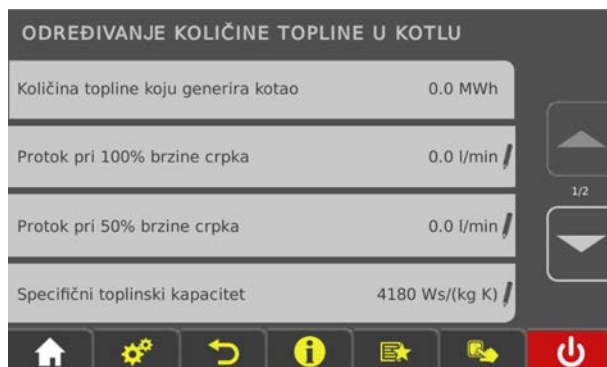 ODREĐIVANJE KOLIČINE TOPLINE U KOTLU
Količina topline koju generira kotao 0.0 MWh
Protok pri 100% brzine crpka 0.0 l/min
1/2
Protok pri 50% brzine crpka 0.0 l/min
Specifični toplinski kapacitet 4180 Ws/(kg K)